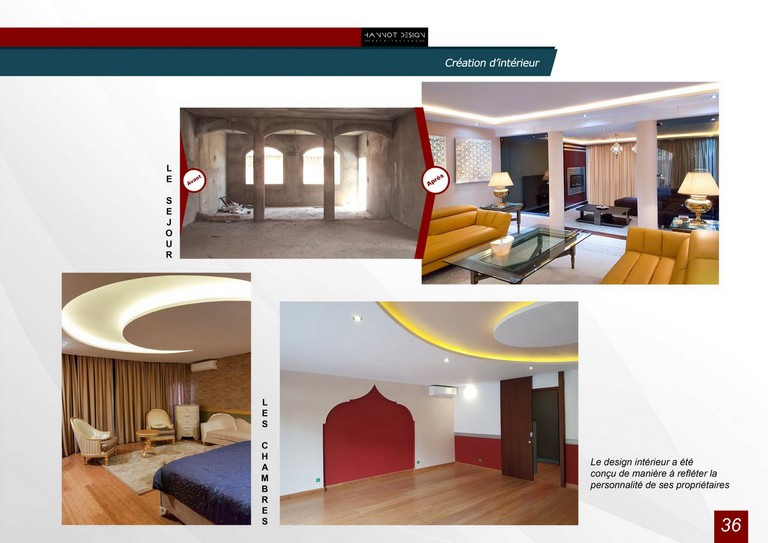 HANNOT DESIGN
Création d'intérieur
LE SEJOUR
Avant
Après
LES CHAMBRES
Le design intérieur a été
conçu de manière à refléter la
personnalité de ses propriétaires
36